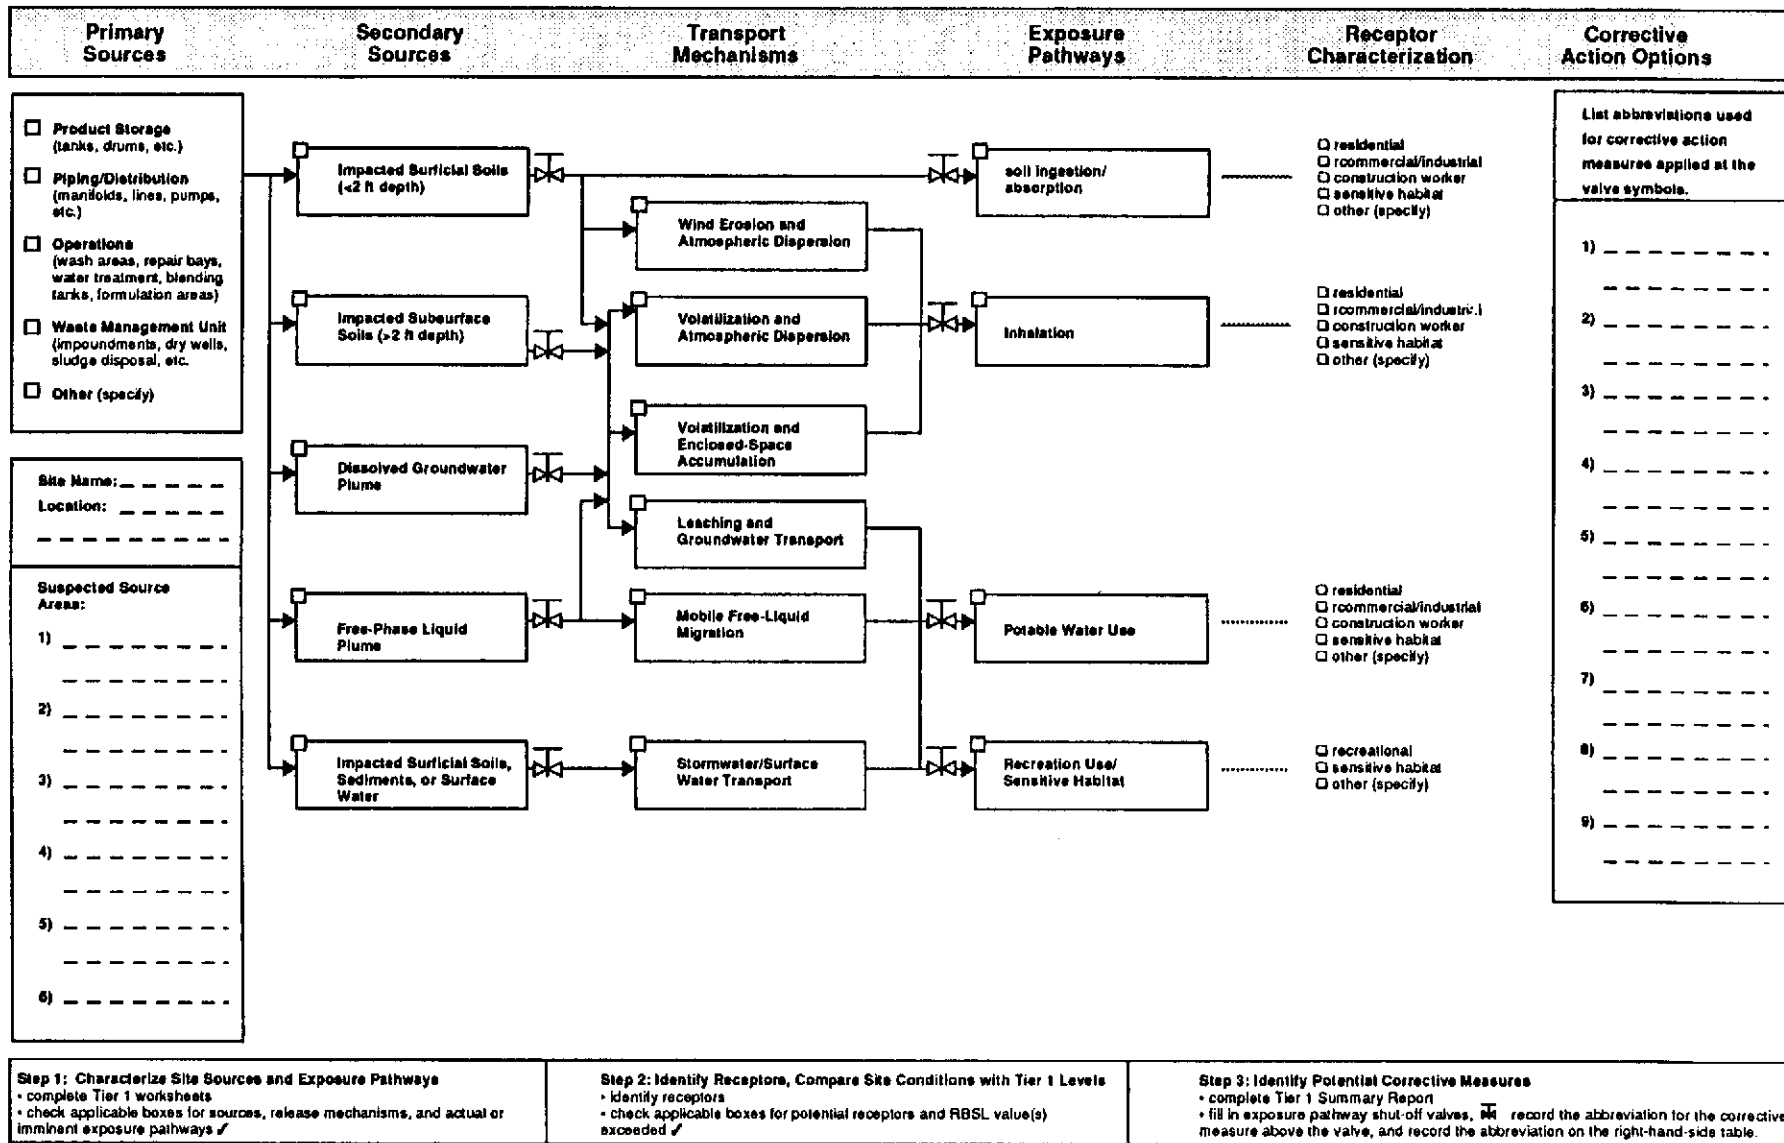 Primary
Sources
Secondary
Sources
Transport
Mechanisms
Exposure
Pathways
Receptor
Characterization
Corrective
Action Options
Product Storage
(tanks, drums, etc.)
Piping/Distribution
(manifolds, lines, pumps,
etc.)
Operations
(wash areas, repair bays,
water treatment, blending
tanks, formulation areas)
Waste Management Unit
(impoundments, dry wells,
sludge disposal, etc.
Other (specify)
Site Name:
Location:
Suspected Source
Areas:
1)
2)
3)
4)
5)
6)
Impacted Surficial Soils
(<2 ft depth)
Impacted Subsurface
Soils (>2 ft depth)
Dissolved Groundwater
Plume
Free-Phase Liquid
Plume
Impacted Surficial Soils,
Sediments, or Surface
Water
Wind Erosion and
Atmospheric Dispersion
Volatilization and
Atmospheric Dispersion
Volatilization and
Enclosed-Space
Accumulation
Leaching and
Groundwater Transport
Mobile Free-Liquid
Migration
Stormwater/Surface
Water Transport
soil ingestion/
absorption
Inhalation
Potable Water Use
Recreation Use/
Sensitive Habitat
residential
rcommercial/industrial
construction worker
sensitive habitat
other (specify)
residential
rcommercial/industric.l
construction worker
sensitive habitat
other (specify)
residential
rcommercial/industrial
construction worker
sensitive habitat
other (specify)
recreational
sensitive habitat
other (specify)
List abbreviations used
for corrective action
measures applied at the
valve symbols.
1)
2)
3)
4)
5)
6)
7)
8)
9)
Step 1: Characterize Site Sources and Exposure Pathways
• complete Tier 1 worksheets
• check applicable boxes for sources, release mechanisms, and actual or
imminent exposure pathways ✓
Step 2: Identify Receptors, Compare Site Conditions with Tier 1 Levels
• identify receptors
• check applicable boxes for potential receptors and RBSL value(s)
exceeded ✓
Step 3: Identify Potential Corrective Measures
• complete Tier 1 Summary Report
• fill in exposure pathway shut-off valves, record the abbreviation for the corrective
measure above the valve, and record the abbreviation on the right-hand-side table.